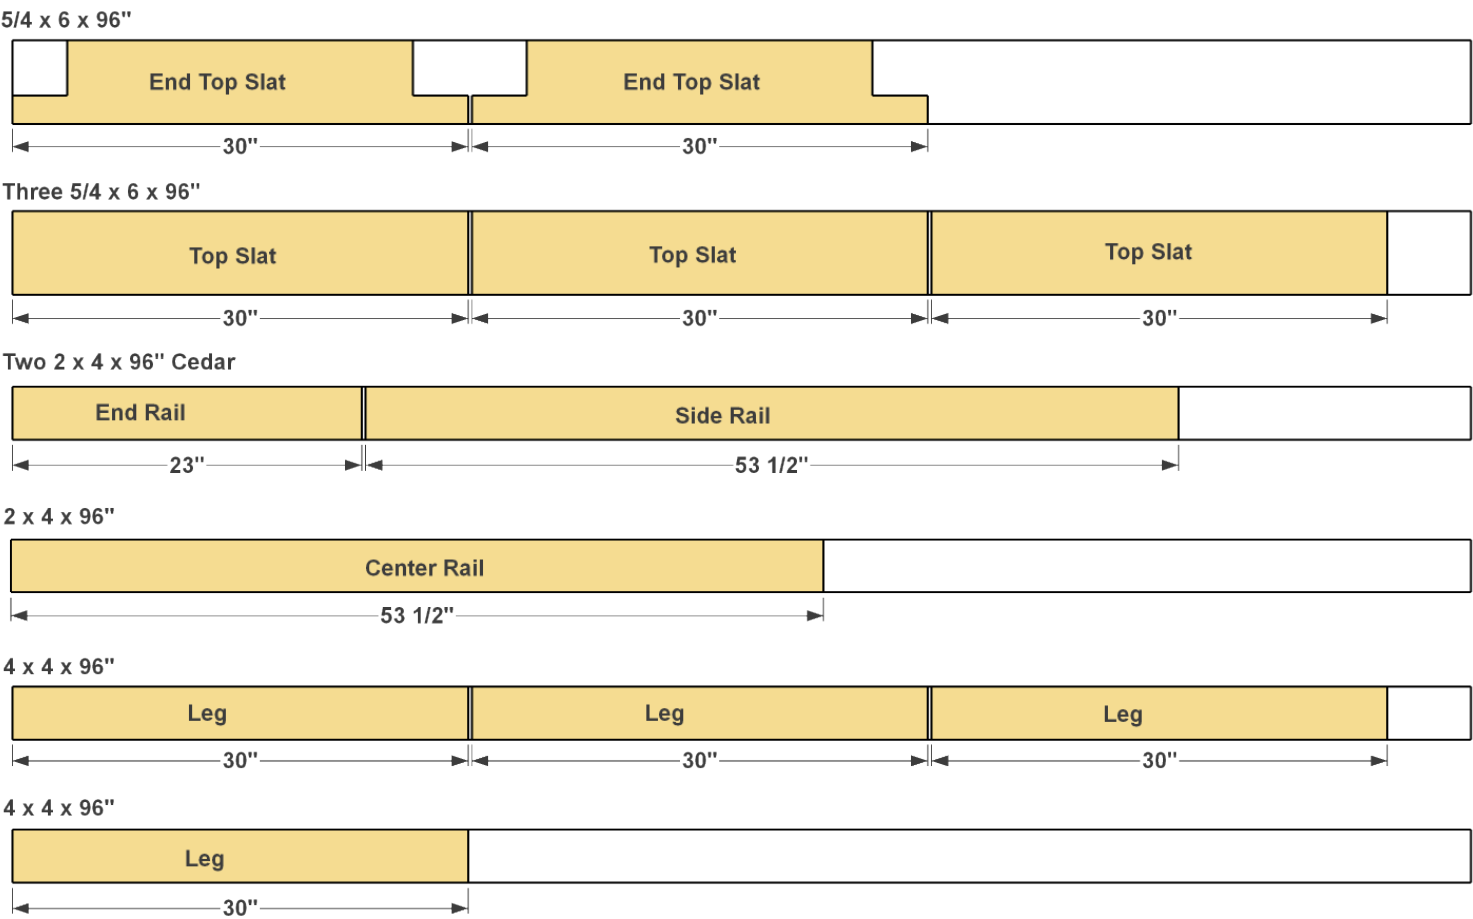 5/4 x 6 x 96"
End Top Slat End Top Slat
30" 30"
Three 5/4 x 6 x 96"
Top Slat Top Slat Top Slat
30" 30" 30"
Two 2 x 4 x 96" Cedar
End Rail Side Rail
23" 53 1/2"
2 x 4 x 96"
Center Rail
53 1/2"
4 x 4 x 96"
Leg Leg Leg
30" 30" 30"
4 x 4 x 96"
Leg
30"